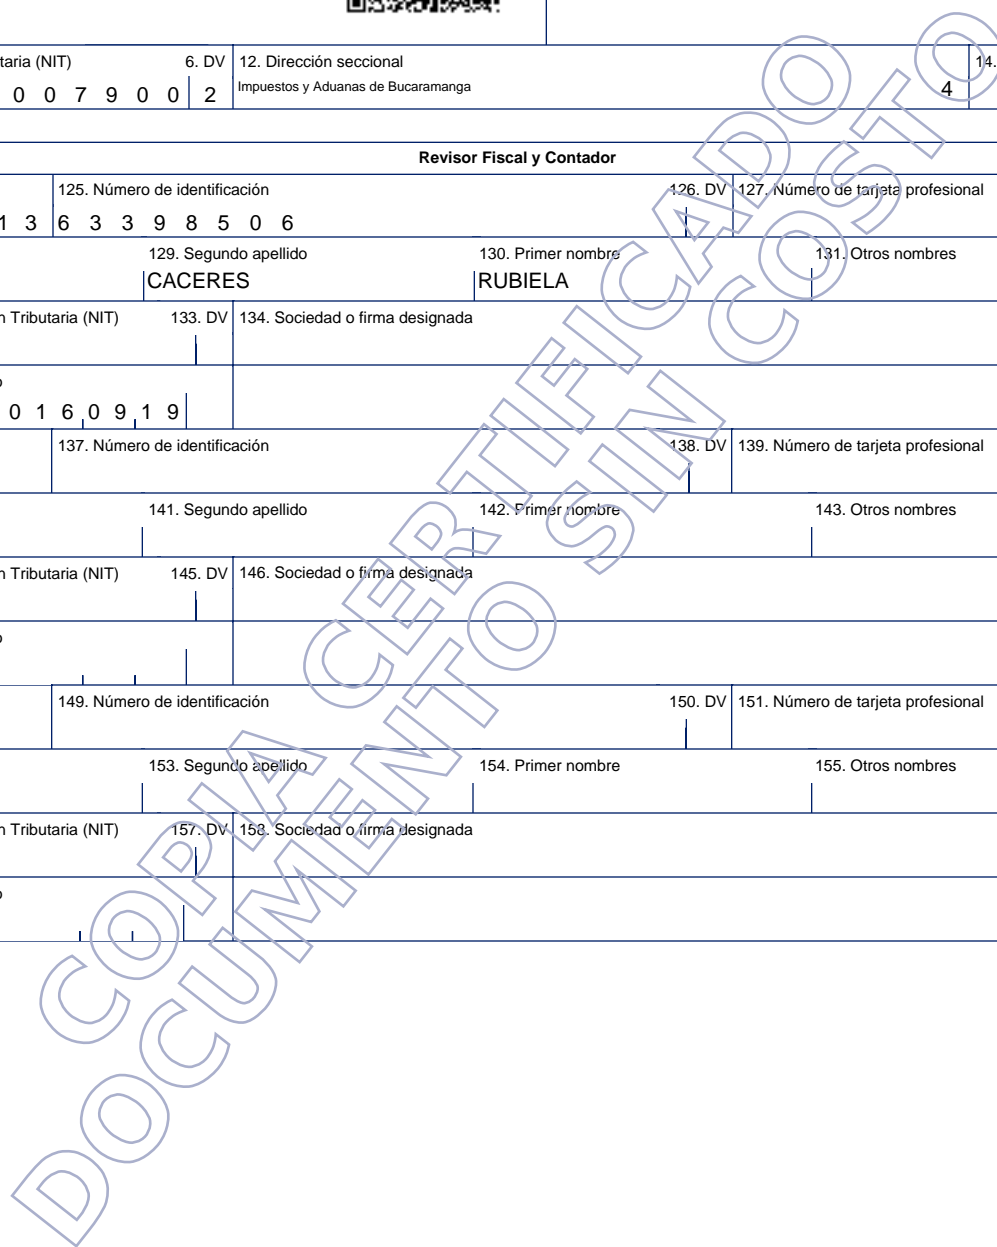 taria (NIT) 6. DV 12. Dirección seccional 14.
0 0 7 9 0 0 2 Impuestos y Aduanas de Bucaramanga 4
Revisor Fiscal y Contador
125. Número de identificación 126. DV 127. Número de tarjeta profesional
1 3 6 3 3 9 8 5 0 6
129. Segundo apellido 130. Primer nombre 131. Otros nombres
CACERES RUBIELA
n Tributaria (NIT) 133. DV 134. Sociedad o firma designada
o
0 1 6 0 9 1 9
137. Número de identificación 138. DV 139. Número de tarjeta profesional
141. Segundo apellido 142. Primer nombre 143. Otros nombres
n Tributaria (NIT) 145. DV 146. Sociedad o firma designada
o
149. Número de identificación 150. DV 151. Número de tarjeta profesional
153. Segundo apellido 154. Primer nombre 155. Otros nombres
n Tributaria (NIT) 157. DV 158. Sociedad o firma designada
o
COPIA CERTIFICADO
DOCUMENTO SIN COSTO